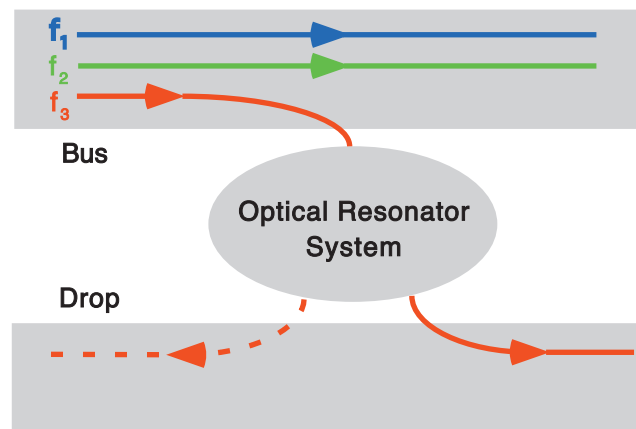 f1
f2
f3
Bus
Optical Resonator
System
Drop